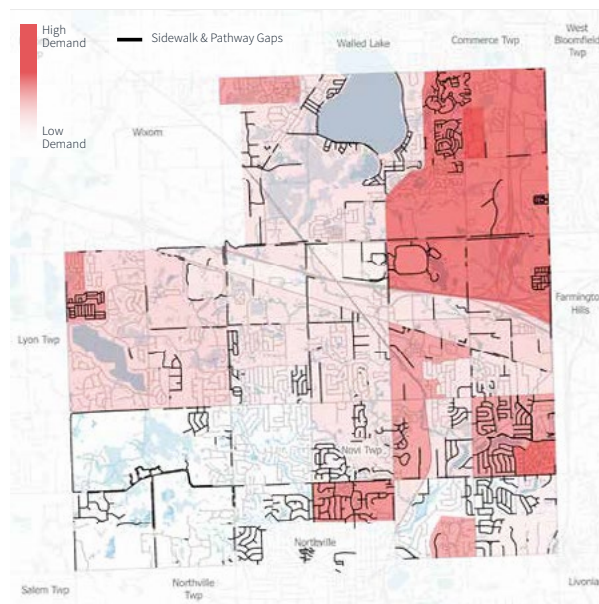 High
Demand
Low
Demand
Sidewalk & Pathway Gaps
Walled Lake
Commerce Twp
West
Bloomfield
Twp
Wixom
Farmington
Hills
Lyon Twp
Novi Twp
Northville
Salem Twp
Northville
Twp
Livonia